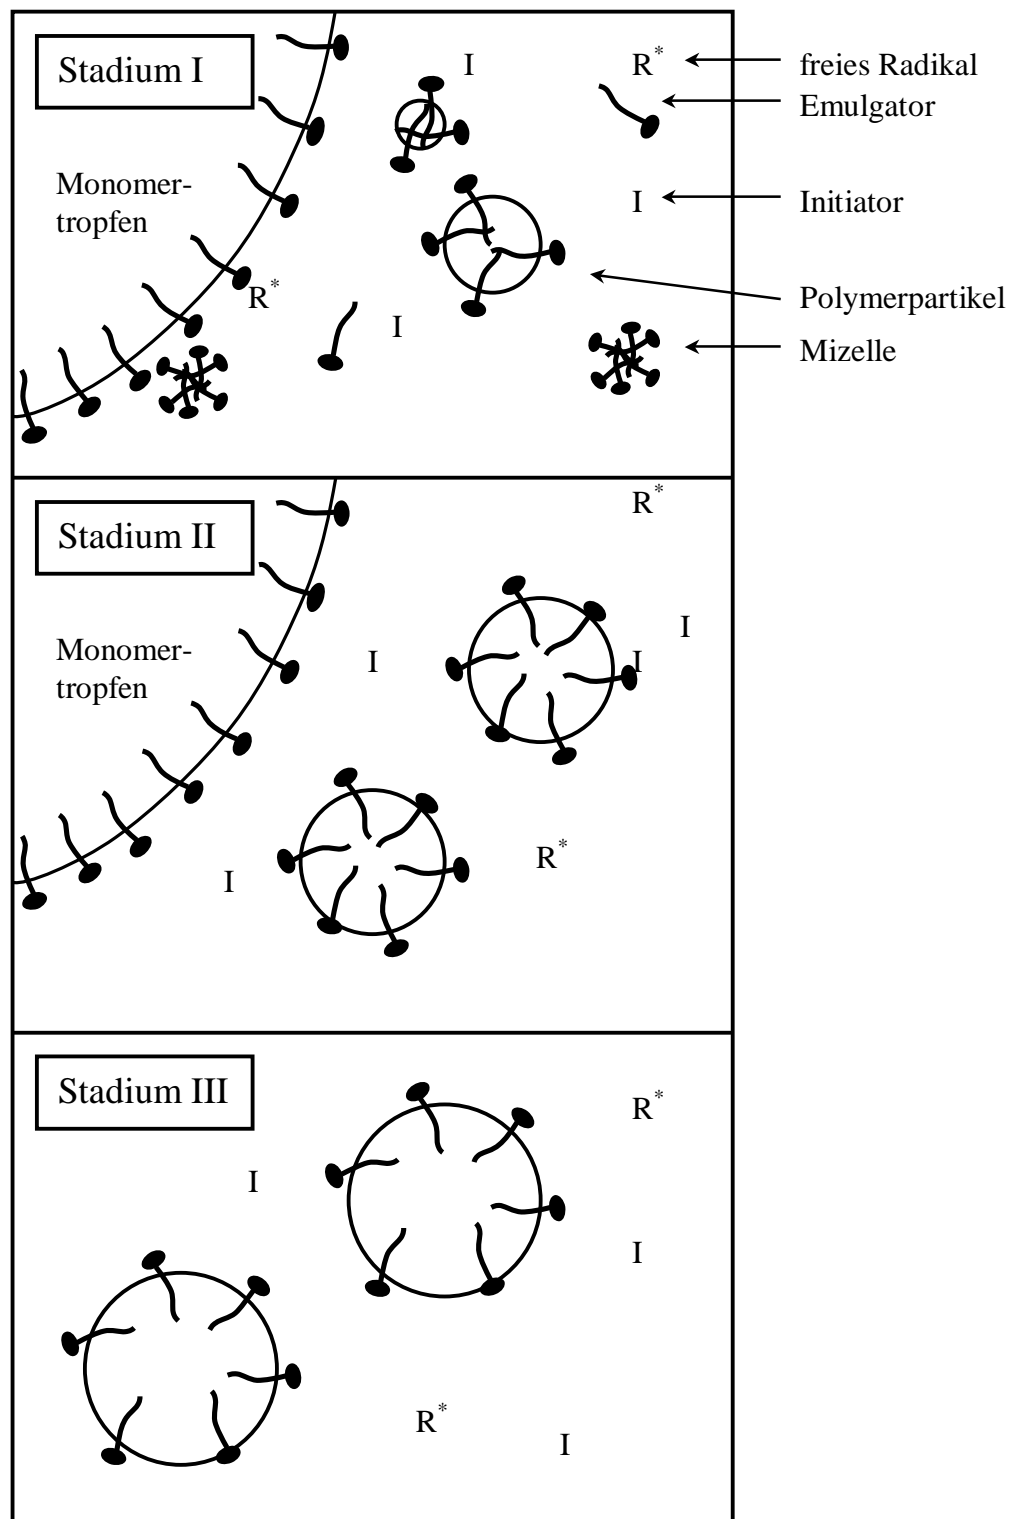 Stadium I
I
R*
freies Radikal
Emulgator
Monomer-
tropfen
I
Initiator
R*
I
Polymerpartikel
Mizelle
Stadium II
R*
I
Monomer-
tropfen
I
I
R*
I
Stadium III
R*
I
I
R*
I